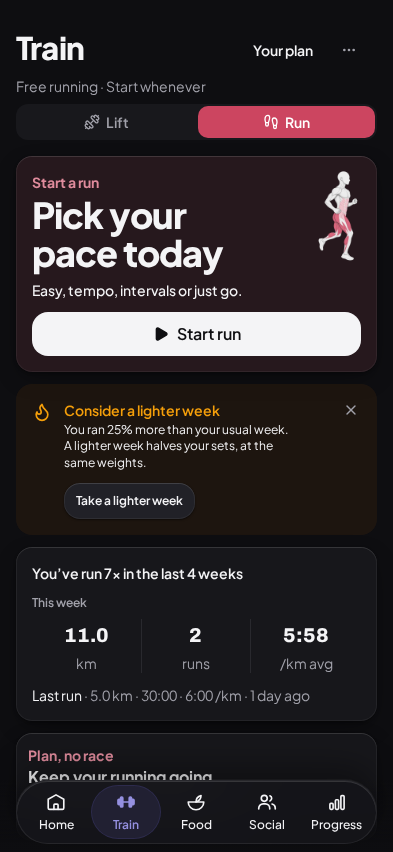 Train
Your plan
Free running · Start whenever
Lift
Run
Start a run
Pick your
pace today
Easy, tempo, intervals or just go.
Start run
Consider a lighter week
You ran 25% more than your usual week.
A lighter week halves your sets, at the
same weights.
Take a lighter week
You've run 7× in the last 4 weeks
This week
11.0 2 5:58
km runs /km avg
Last run · 5.0 km · 30:00 · 6:00 /km · 1 day ago
Plan, no race
Keep your running going
Home Train Food Social Progress